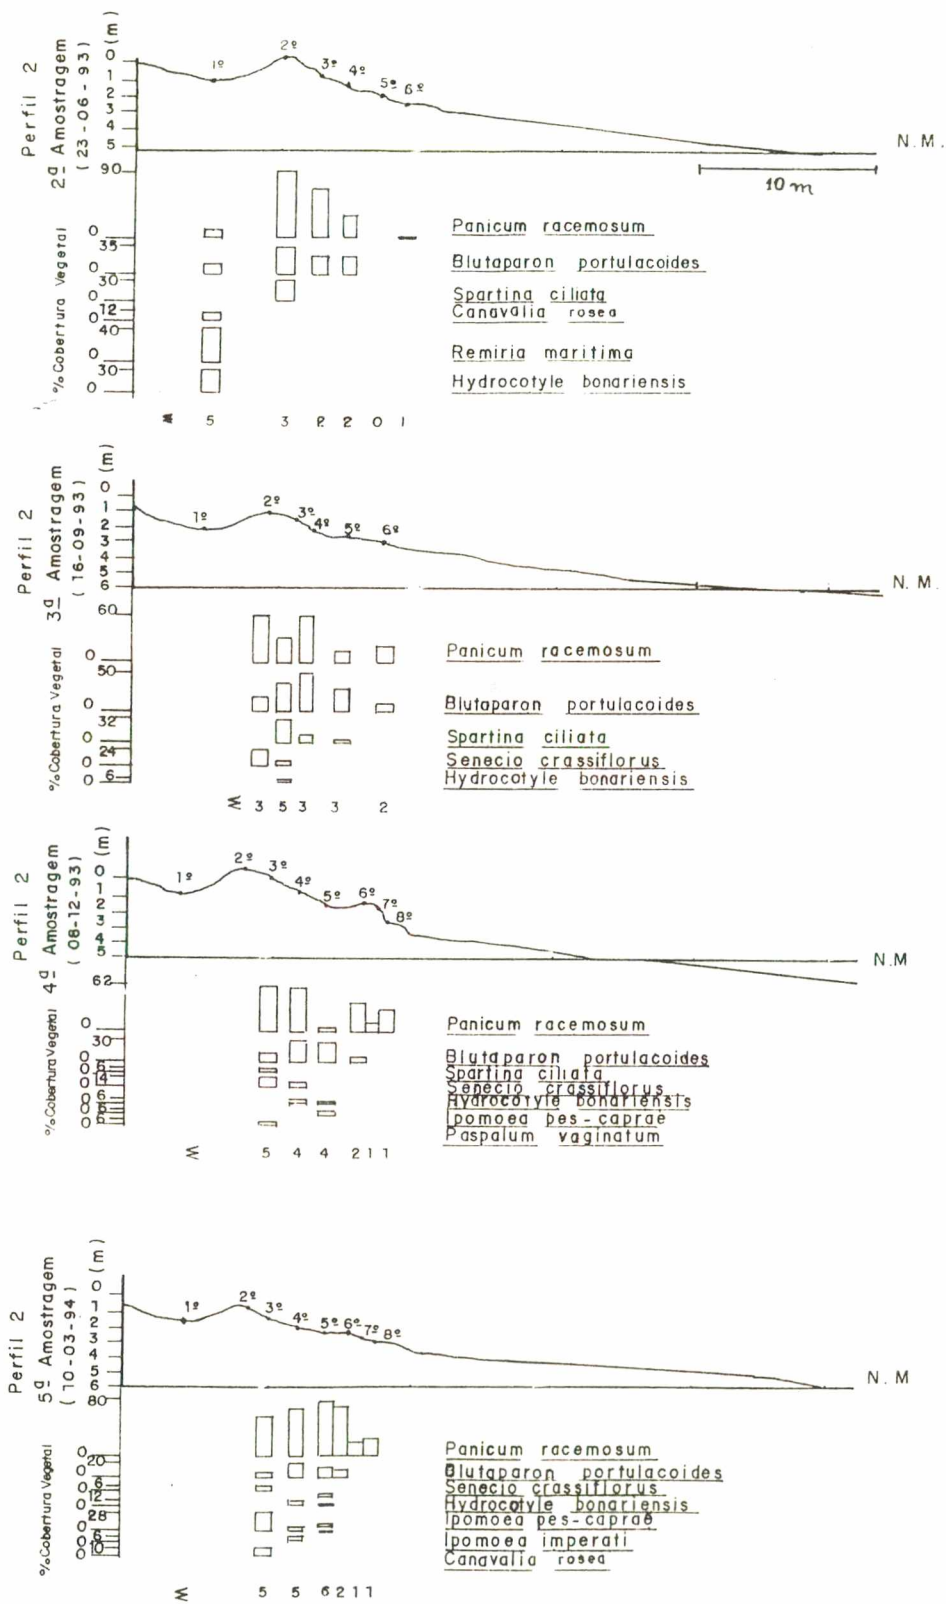 Perfil 2
2ª Amostragem
( 23-06-93)
(m)
0
1
2
3
4
5
1º
2º
3º
4º
5º
6º
N.M.
10 m
% Cobertura Vegetal
90
0
Panicum racemosum
35
0
Blutaparon portulacoides
30
0
Spartina ciliata
12
0
Canavalia rosea
40
0
Remiria maritima
30
0
Hydrocotyle bonariensis
5 3 2 2 0 1
Perfil 2
3ª Amostragem
( 16-09-93)
(m)
0
1
2
3
4
5
6
1º
2º
3º
4º
5º
6º
N.M.
% Cobertura Vegetal
60
0
Panicum racemosum
50
0
Blutaparon portulacoides
32
0
Spartina ciliata
24
0
Senecio crassiflorus
6
0
Hydrocotyle bonariensis
3 5 3 3 2
Perfil 2
4ª Amostragem
( 08-12-93)
(m)
0
1
2
3
4
5
1º
2º
3º
4º
5º
6º
7º
8º
N.M
% Cobertura Vegetal
62
0
Panicum racemosum
30
0
Blutaparon portulacoides
Spartina ciliata
14
Senecio crassiflorus
Hydrocotyle bonariensis
Ipomoea pes-caprae
Paspalum vaginatum
5 4 4 2 1 1
Perfil 2
5ª Amostragem
( 10-03-94)
(m)
0
1
2
3
4
5
6
1º
2º
3º
4º
5º
6º
7º
8º
N.M
% Cobertura Vegetal
80
0
Panicum racemosum
20
0
Blutaparon portulacoides
6
0
Senecio crassiflorus
12
0
Hydrocotyle bonariensis
28
0
Ipomoea pes-caprae
6
0
Ipomoea imperati
10
0
Canavalia rosea
5 5 6 2 1 1